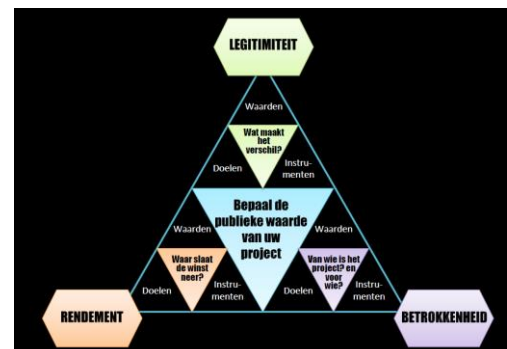 LEGITIMITEIT
Waarden
Wat maakt
het
verschil?
Doelen
Instru-
menten
Bepaal de
publieke waarde
van uw
project
Waarden
Waar slaat
de winst
neer?
Doelen
Instru-
menten
Waarden
Van wie is het
project? en
voor
wie?
Doelen
Instru-
menten
RENDEMENT
BETROKKENHEID